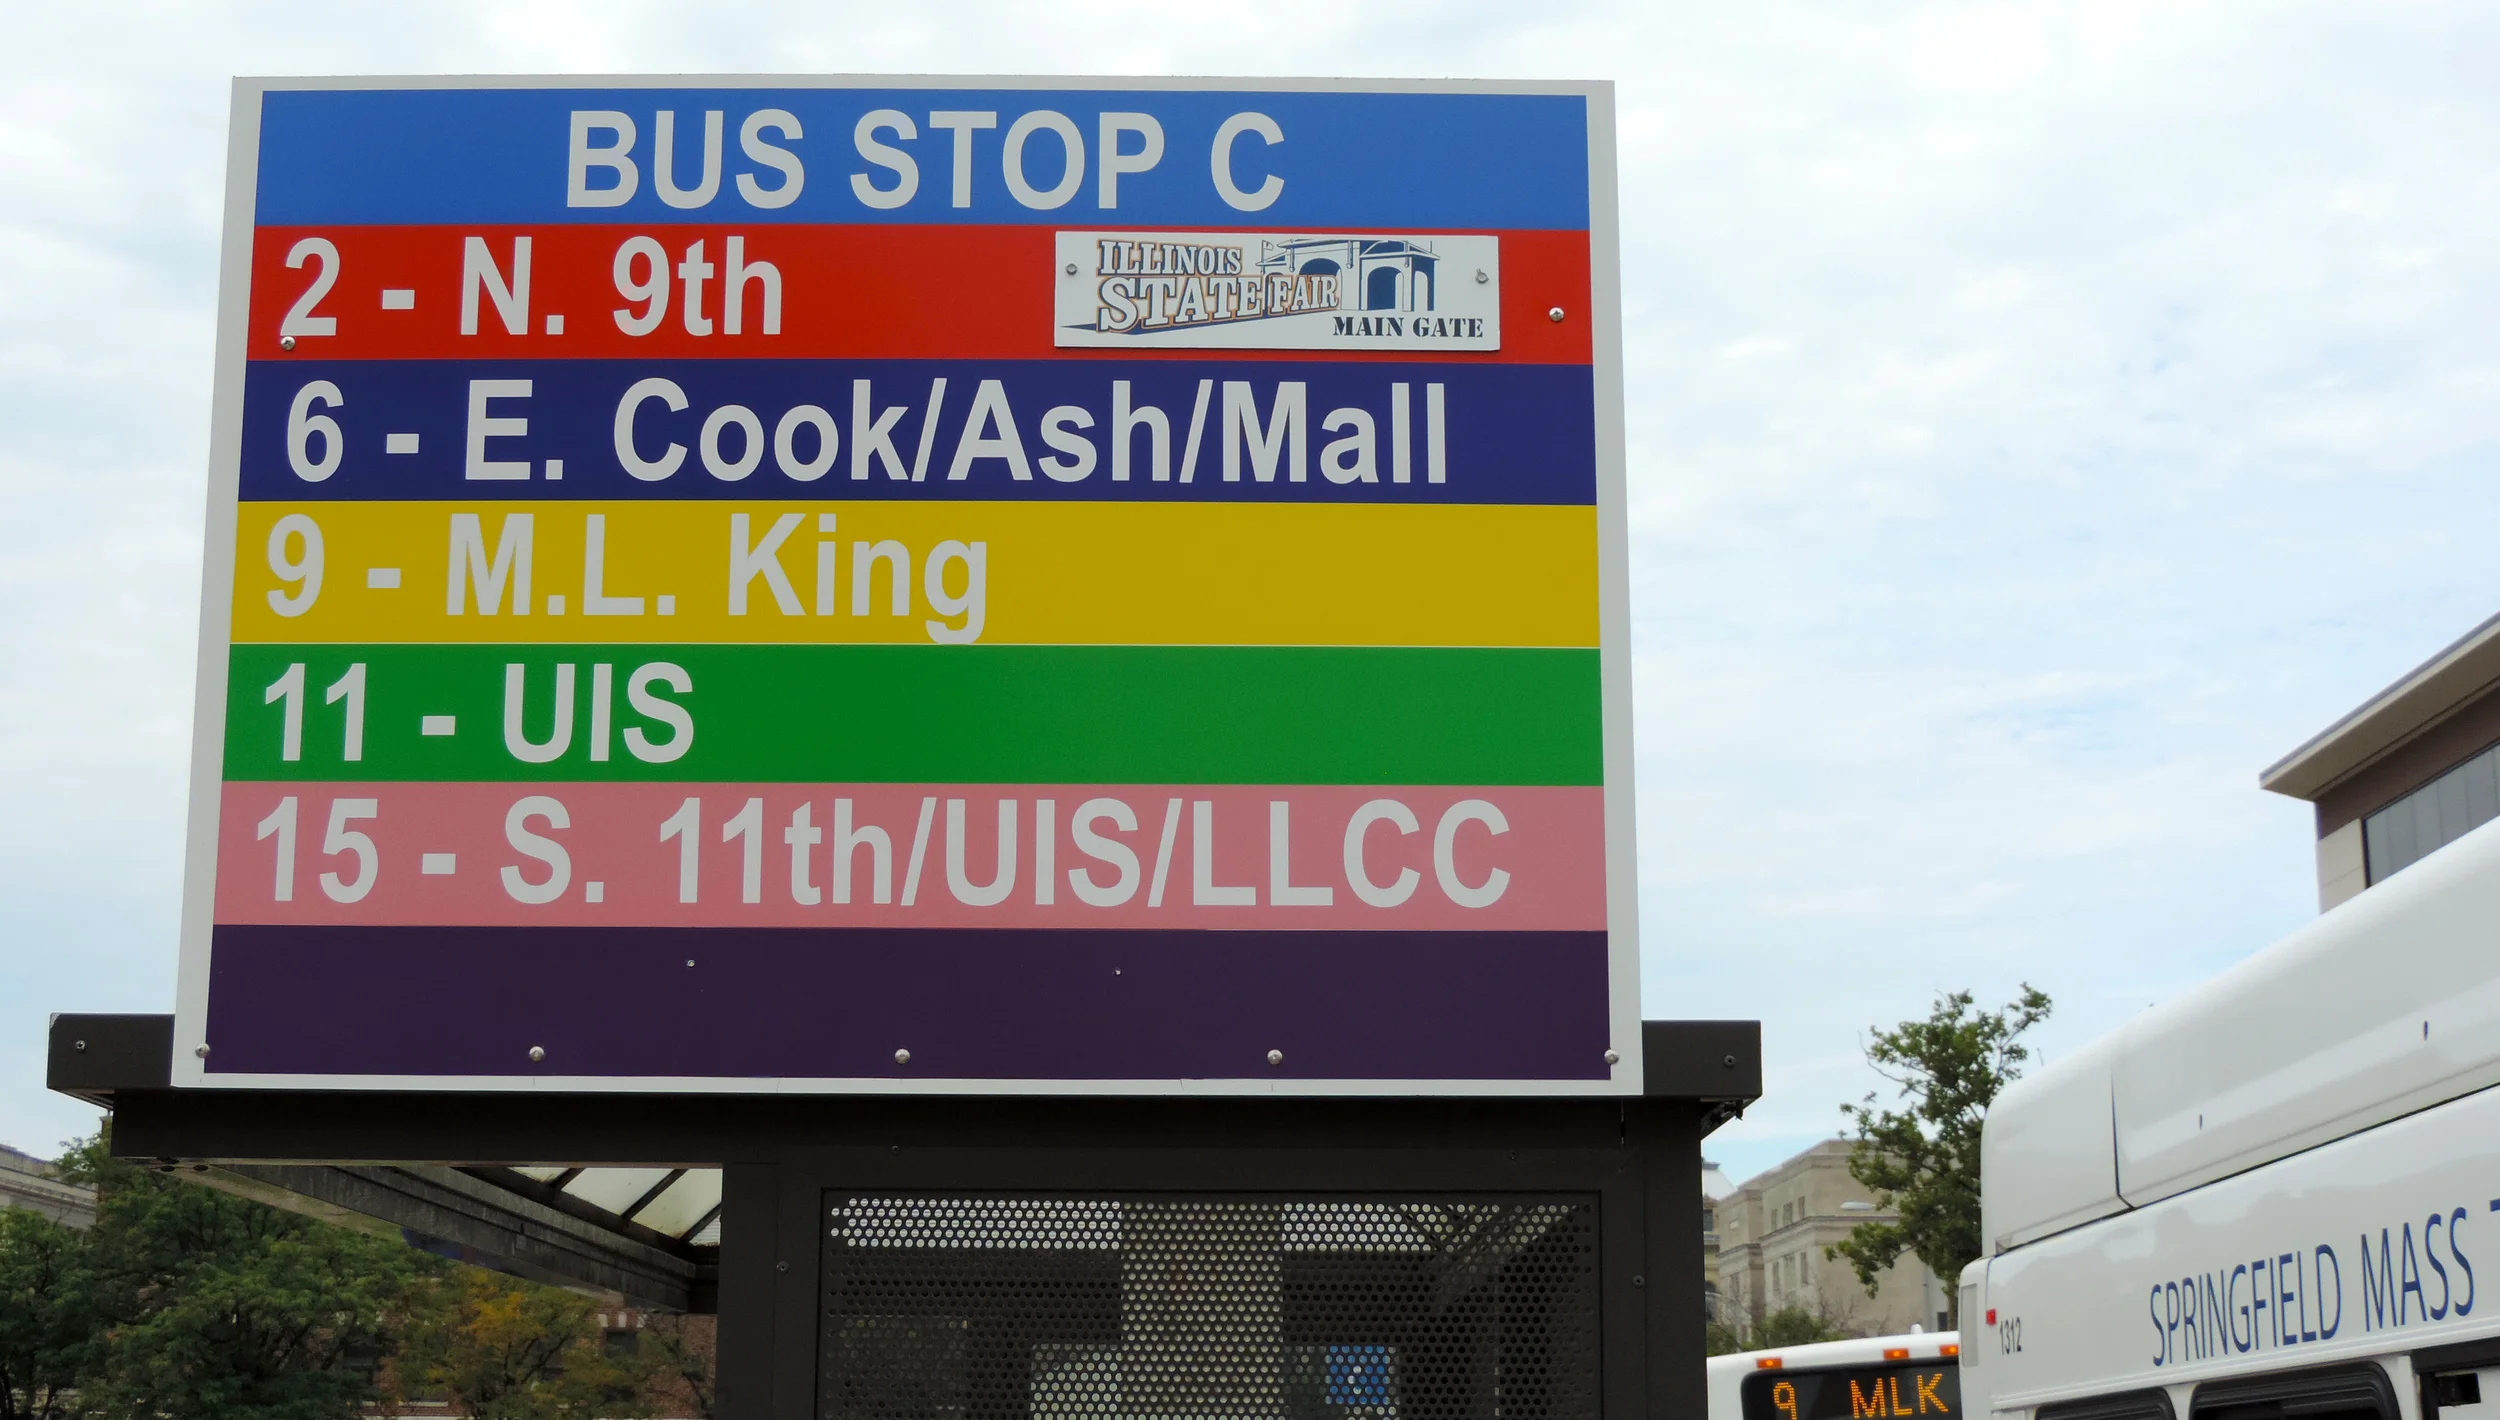 BUS STOP C
2 - N. 9th
ILLINOIS
STATE FAIR
MAIN GATE
6 - E. Cook/Ash/Mall
9 - M.L. King
11 - UIS
15 - S. 11th/UIS/LLCC
SPRINGFIELD MASS
1312
9 MLK